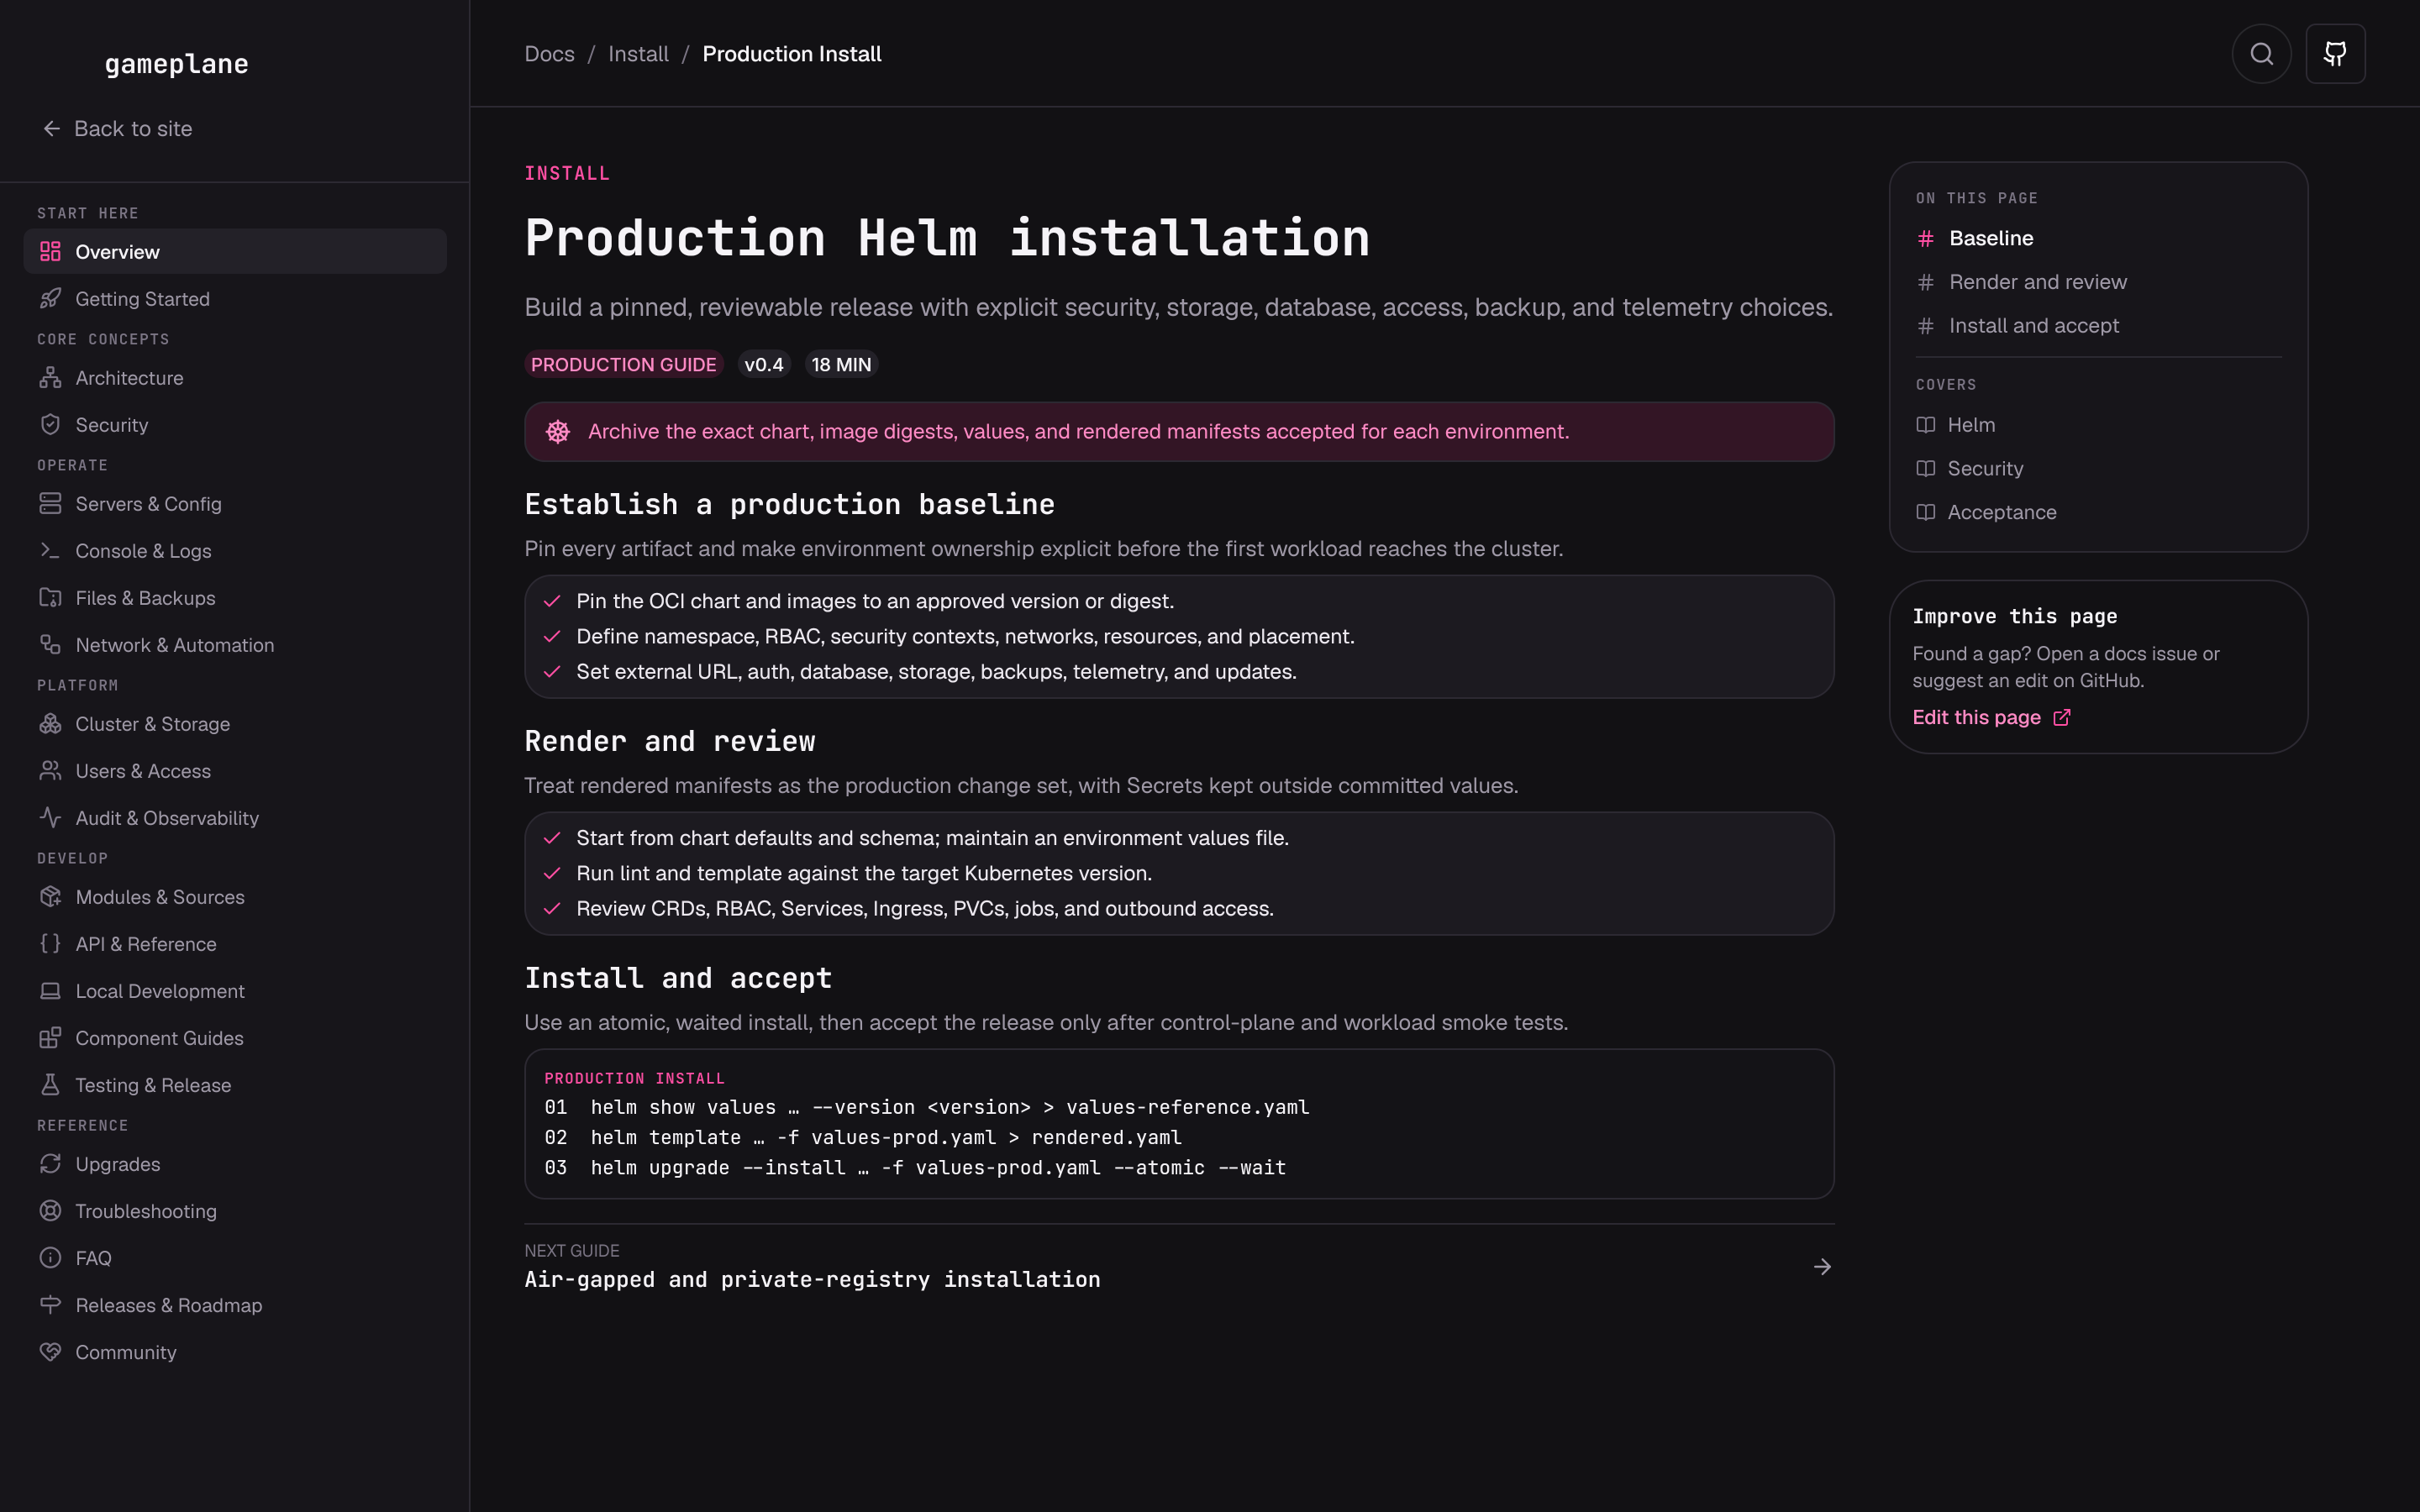 gameplane
Back to site
START HERE
Overview
Getting Started
CORE CONCEPTS
Architecture
Security
OPERATE
Servers & Config
Console & Logs
Files & Backups
Network & Automation
PLATFORM
Cluster & Storage
Users & Access
Audit & Observability
DEVELOP
Modules & Sources
API & Reference
Local Development
Component Guides
Testing & Release
REFERENCE
Upgrades
Troubleshooting
FAQ
Releases & Roadmap
Community
Docs / Install / Production Install
INSTALL
Production Helm installation
Build a pinned, reviewable release with explicit security, storage, database, access, backup, and telemetry choices.
PRODUCTION GUIDE v0.4 18 MIN
Archive the exact chart, image digests, values, and rendered manifests accepted for each environment.
Establish a production baseline
Pin every artifact and make environment ownership explicit before the first workload reaches the cluster.
Pin the OCI chart and images to an approved version or digest.
Define namespace, RBAC, security contexts, networks, resources, and placement.
Set external URL, auth, database, storage, backups, telemetry, and updates.
Render and review
Treat rendered manifests as the production change set, with Secrets kept outside committed values.
Start from chart defaults and schema; maintain an environment values file.
Run lint and template against the target Kubernetes version.
Review CRDs, RBAC, Services, Ingress, PVCs, jobs, and outbound access.
Install and accept
Use an atomic, waited install, then accept the release only after control-plane and workload smoke tests.
PRODUCTION INSTALL
01 helm show values … --version <version> > values-reference.yaml
02 helm template … -f values-prod.yaml > rendered.yaml
03 helm upgrade --install … -f values-prod.yaml --atomic --wait
NEXT GUIDE
Air-gapped and private-registry installation
ON THIS PAGE
# Baseline
# Render and review
# Install and accept
COVERS
Helm
Security
Acceptance
Improve this page
Found a gap? Open a docs issue or
suggest an edit on GitHub.
Edit this page